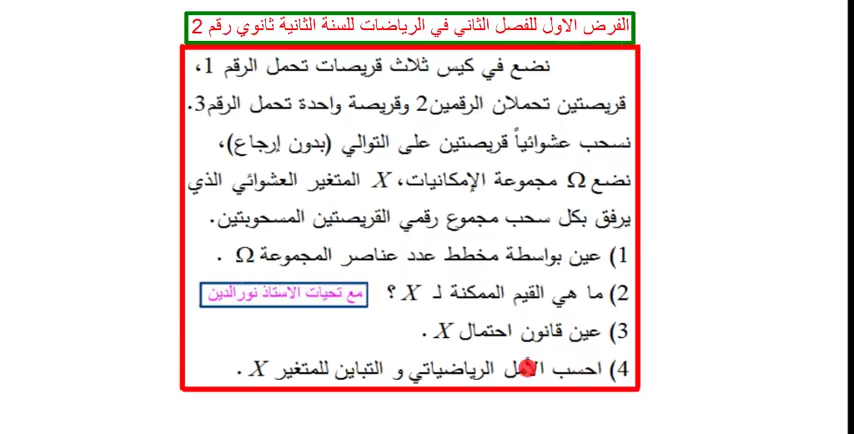 الفرض الاول للفصل الثاني في الرياضات للسنة الثانية ثانوي رقم 2
نضع في كيس ثلاث قريصات تحمل الرقم 1،
قريصتين تحملان الرقمين2 وقريصة واحدة تحمل الرقم3.
نسحب عشوائياً قريصتين على التوالي (بدون إرجاع)،
نضع Ω مجموعة الإمكانيات، X المتغير العشوائي الذي
يرفق بكل سحب مجموع رقمي القريصتين المسحوبتين.
1) عين بواسطة مخطط عدد عناصر المجموعة Ω .
2) ما هي القيم الممكنة لـ X ؟ مع تحيات الاستاذ نورالدين
3) عين قانون احتمال X .
4) احسب الأمل الرياضياتي و التباين للمتغير X .